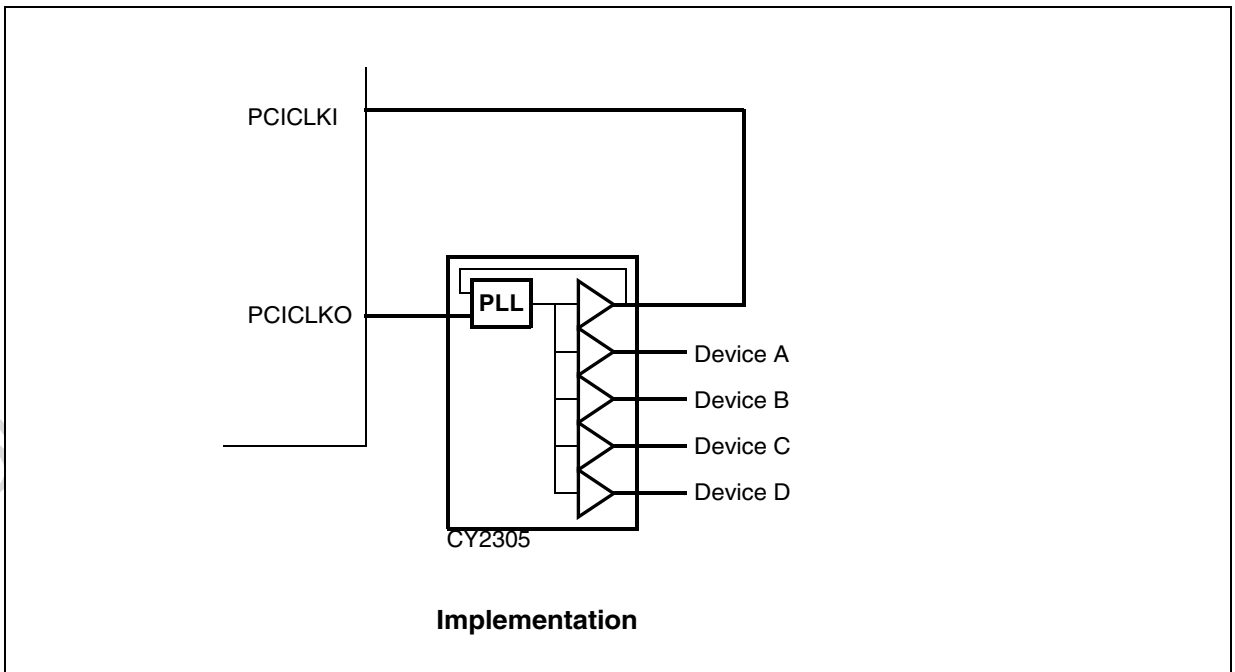 PCICLKI
PCICLKO
PLL
Device A
Device B
Device C
Device D
CY2305
Implementation